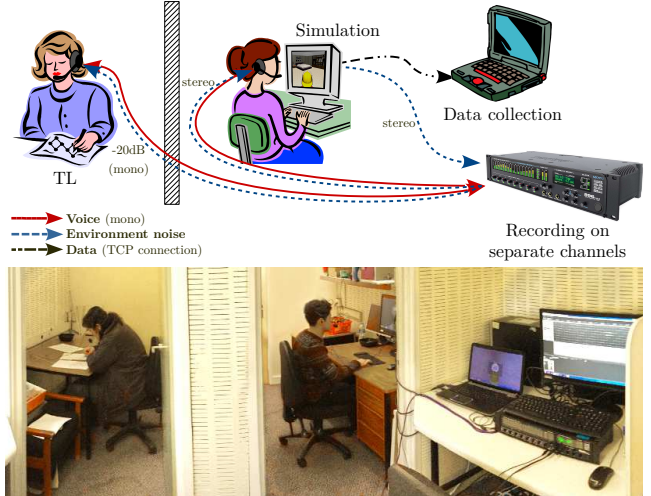 Simulation
stereo
Data collection
stereo
-20dB
(mono)
TL
Voice (mono)
Environment noise
Data (TCP connection)
Recording on
separate channels